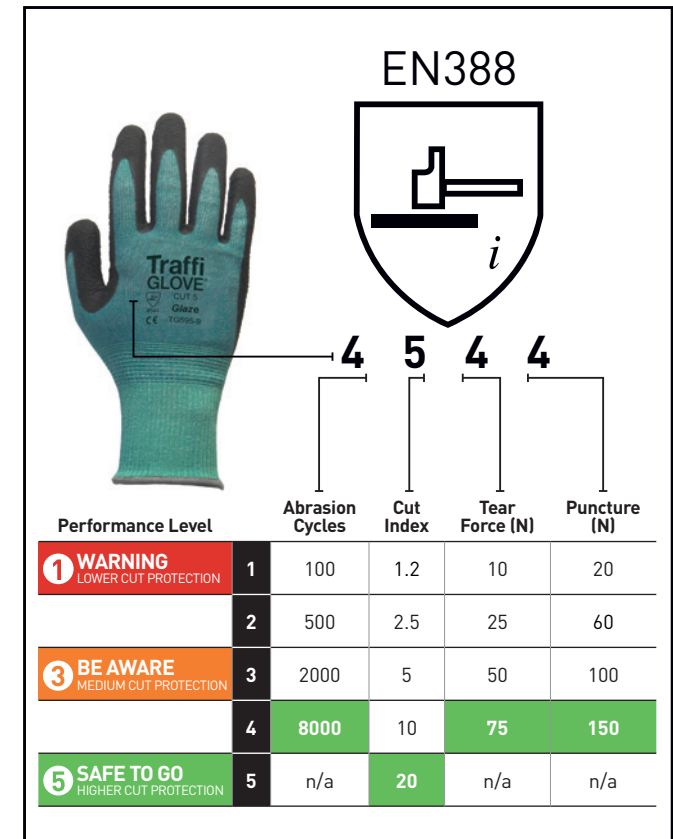 EN388
i
Traffi
GLOVE
CUT 5
Glaze
TG595-9
4 5 4 4
Performance Level Abrasion Cycles Cut Index Tear Force (N) Puncture (N)
1 WARNING
LOWER CUT PROTECTION
1 100 1.2 10 20
2 500 2.5 25 60
3 BE AWARE
MEDIUM CUT PROTECTION
3 2000 5 50 100
4 8000 10 75 150
5 SAFE TO GO
HIGHER CUT PROTECTION
5 n/a 20 n/a n/a